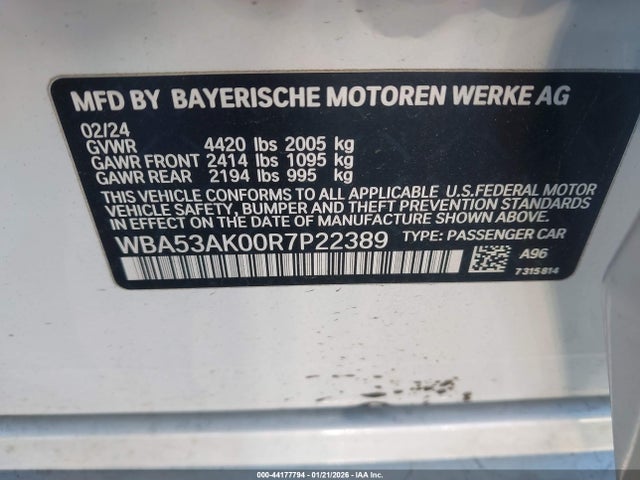 MFD BY BAYERISCHE MOTOREN WERKE AG
02/24
GVWR 4420 lbs 2005 kg
GAWR FRONT 2414 lbs 1095 kg
GAWR REAR 2194 lbs 995 kg
THIS VEHICLE CONFORMS TO ALL APPLICABLE U.S.FEDERAL MOTOR
VEHICLE SAFETY, BUMPER AND THEFT PREVENTION STANDARDS
IN EFFECT ON THE DATE OF MANUFACTURE SHOWN ABOVE.
WBA53AK00R7P22389 TYPE: PASSENGER CAR
A96
7 315 814
000-44177794 - 01/21/2026 - IAA Inc.